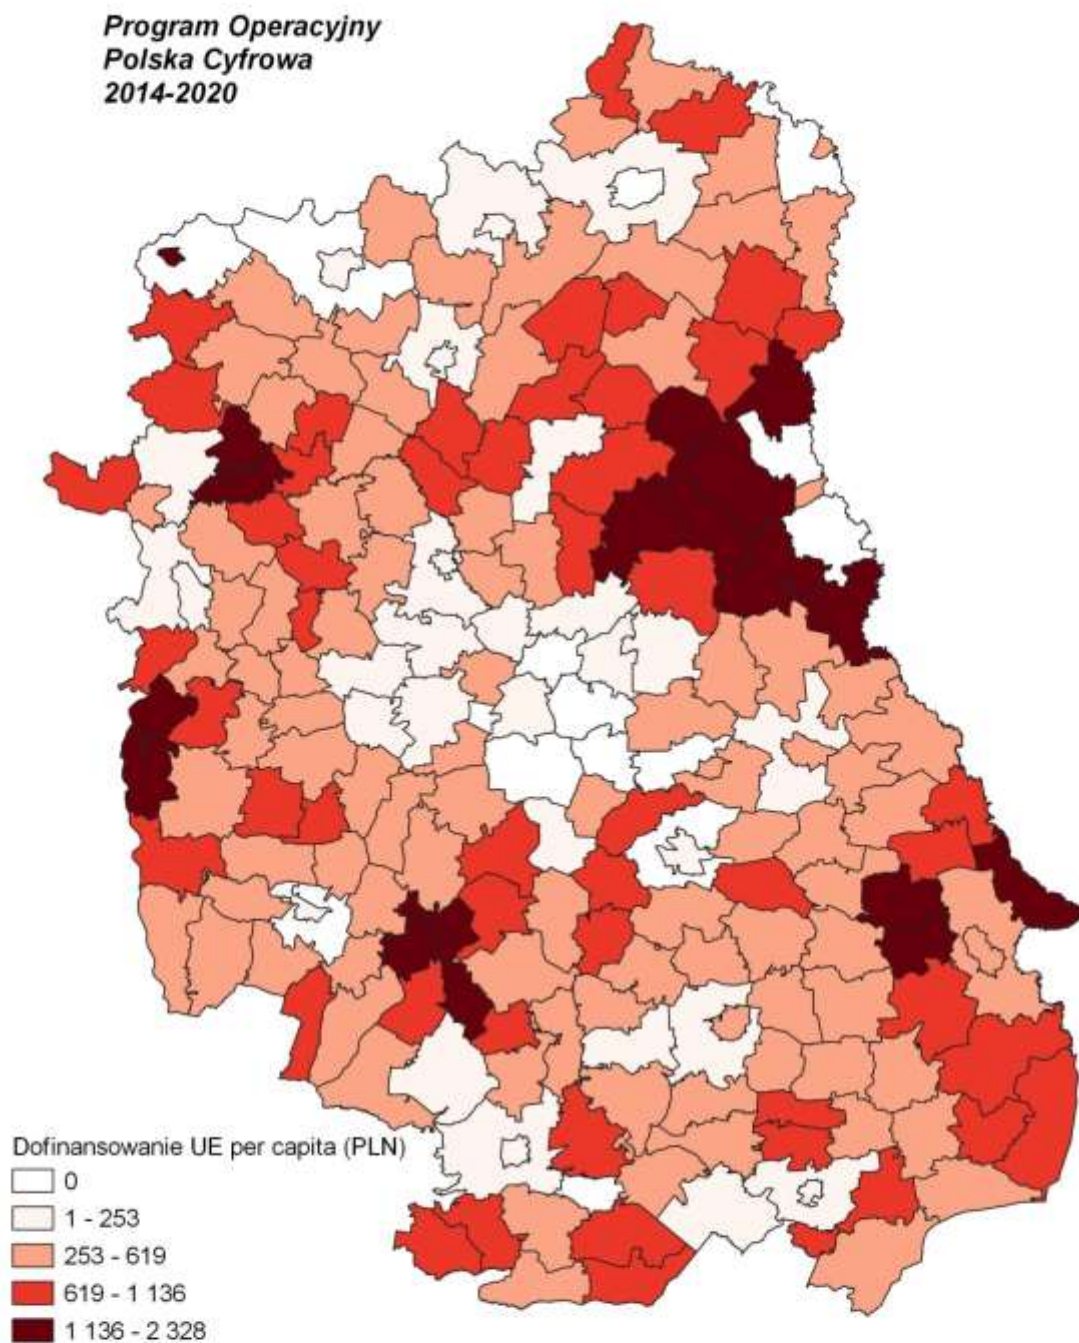 Program Operacyjny
Polska Cyfrowa
2014-2020
Dofinansowanie UE per capita (PLN)
0
1 - 253
253 - 619
619 - 1 136
1 136 - 2 328